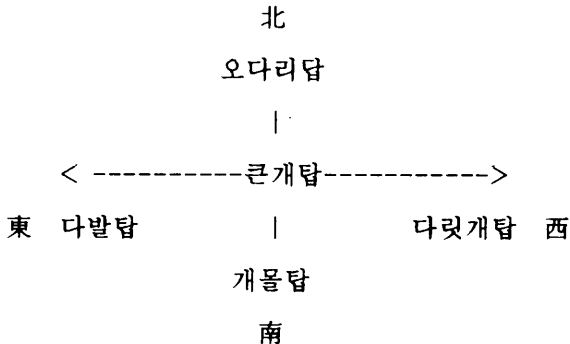 北
오다리답
|
< -----------큰개탑------------>
東 다발탑 | 다릿개탑 西
개몰탑
南